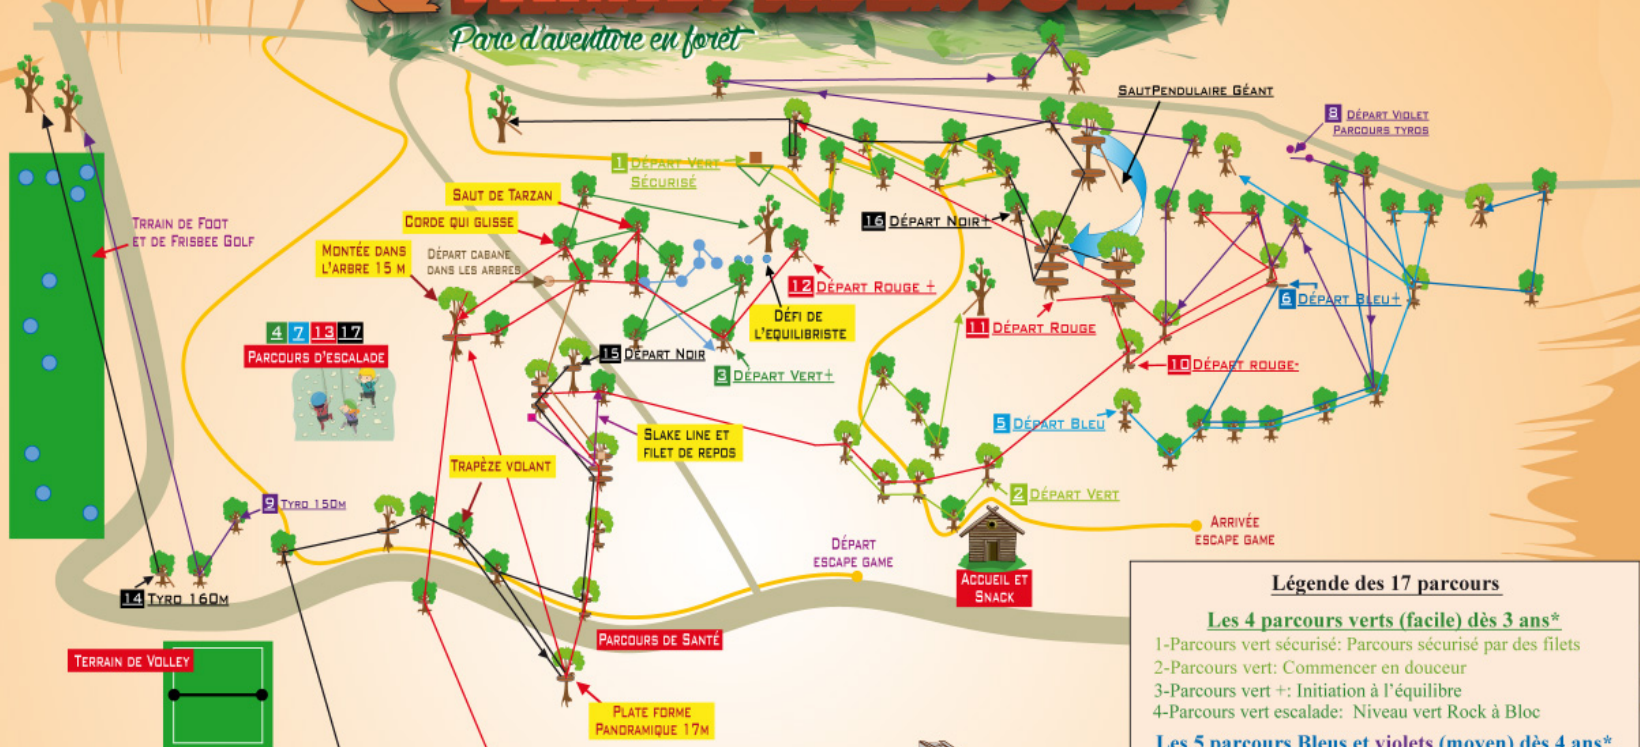 Parc d'aventure en forêt
SautPendulaire Géant
8 Départ Violet
Parcours tyros
1 Départ Vert
Sécurisé
Saut de Tarzan
Corde qui glisse
Trrain de Foot
et de Frisbee Golf
Montée dans
l'arbre 15 m
Départ cabane
dans les arbres
16 Départ Noir+
12 Départ Rouge +
6 Départ Bleu+
Défi de
l'equilibriste
11 Départ Rouge
4 7 13 17
Parcours d'escalade
15 Départ Noir
3 Départ Vert+
10 Départ rouge-
5 Départ Bleu
Slake line et
filet de repos
Trapèze volant
2 Départ Vert
9 Tyro 150m
Arrivée
escape game
Départ
escape game
Accueil et
Snack
14 Tyro 160m
Parcours de Santé
Terrain de Volley
Plate forme
Panoramique 17m
Légende des 17 parcours
Les 4 parcours verts (facile) dès 3 ans*
1-Parcours vert sécurisé: Parcours sécurisé par des filets
2-Parcours vert: Commencer en douceur
3-Parcours vert +: Initiation à l'équilibre
4-Parcours vert escalade: Niveau vert Rock à Bloc
Les 5 parcours Bleus et violets (moyen) dès 4 ans*